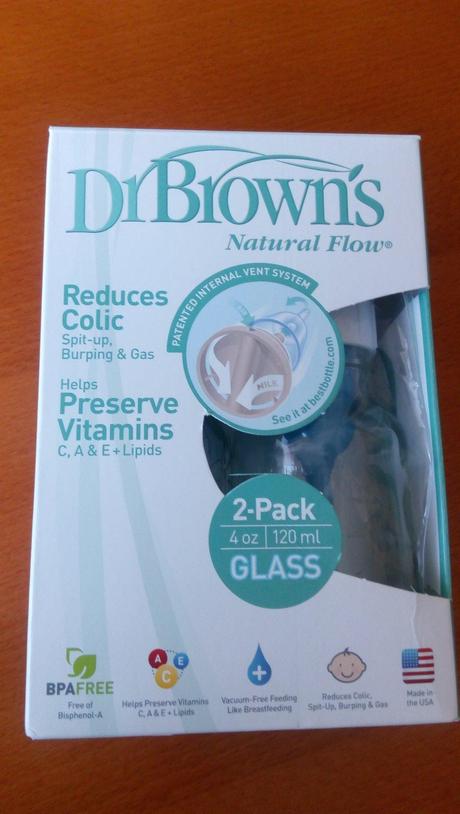 DrBrown's
Natural Flow®
PATENTED INTERNAL VENT SYSTEM
Reduces
Colic
Spit-up,
Burping & Gas
MILK
See it at bestbottle.com
Helps
Preserve
Vitamins
C, A & E + Lipids
2-Pack
4 oz | 120 ml
GLASS
BPAFREE
Free of
Bisphenol-A
A E
C
Helps Preserve Vitamins
C, A & E + Lipids
Vacuum-Free Feeding
Like Breastfeeding
Reduces Colic,
Spit-Up, Burping & Gas
Made in
the USA